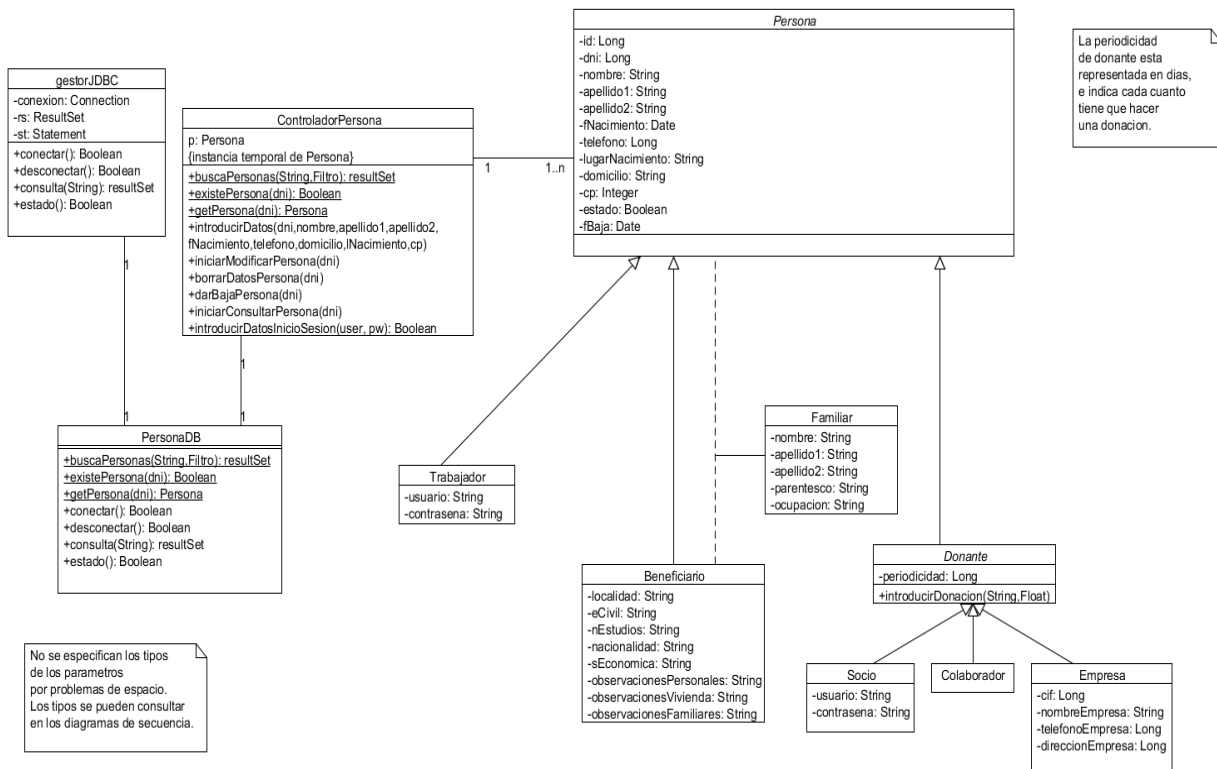 gestorJDBC
-conexion: Connection
-rs: ResultSet
-st: Statement
+conectar(): Boolean
+desconectar(): Boolean
+consulta(String): resultSet
+estado(): Boolean
1
1
ControladorPersona
p: Persona
{instancia temporal de Persona}
+buscaPersonas(String,Filtro): resultSet
+existePersona(dni): Boolean
+getPersona(dni): Persona
+introducirDatos(dni,nombre,apellido1,apellido2,
fNacimiento,telefono,domicilio,lNacimiento,cp)
+iniciarModificarPersona(dni)
+borrarDatosPersona(dni)
+darBajaPersona(dni)
+iniciarConsultarPersona(dni)
+introducirDatosInicioSesion(user, pw): Boolean
1
1..n
1
1
Persona
-id: Long
-dni: Long
-nombre: String
-apellido1: String
-apellido2: String
-fNacimiento: Date
-telefono: Long
-lugarNacimiento: String
-domicilio: String
-cp: Integer
-estado: Boolean
-fBaja: Date
La periodicidad
de donante esta
representada en dias,
e indica cada cuanto
tiene que hacer
una donacion.
PersonaDB
+buscaPersonas(String,Filtro): resultSet
+existePersona(dni): Boolean
+getPersona(dni): Persona
+conectar(): Boolean
+desconectar(): Boolean
+consulta(String): resultSet
+estado(): Boolean
Trabajador
-usuario: String
-contrasena: String
Familiar
-nombre: String
-apellido1: String
-apellido2: String
-parentesco: String
-ocupacion: String
Beneficiario
-localidad: String
-eCivil: String
-nEstudios: String
-nacionalidad: String
-sEconomica: String
-observacionesPersonales: String
-observacionesVivienda: String
-observacionesFamiliares: String
Donante
-periodicidad: Long
+introducirDonacion(String,Float)
Socio
-usuario: String
-contrasena: String
Colaborador
Empresa
-cif: Long
-nombreEmpresa: String
-telefonoEmpresa: Long
-direccionEmpresa: Long
No se especifican los tipos
de los parametros
por problemas de espacio.
Los tipos se pueden consultar
en los diagramas de secuencia.